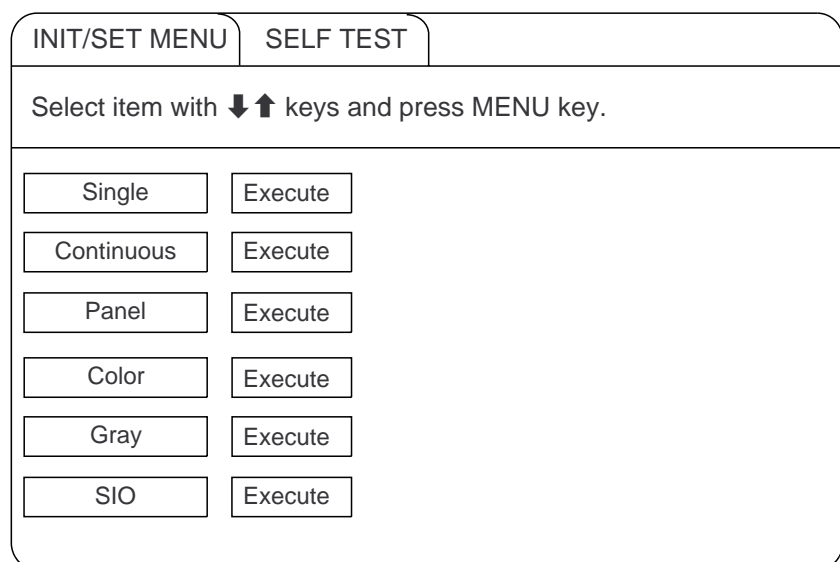 INIT/SET MENU SELF TEST
Select item with ⬇⬆ keys and press MENU key.
Single Execute
Continuous Execute
Panel Execute
Color Execute
Gray Execute
SIO Execute